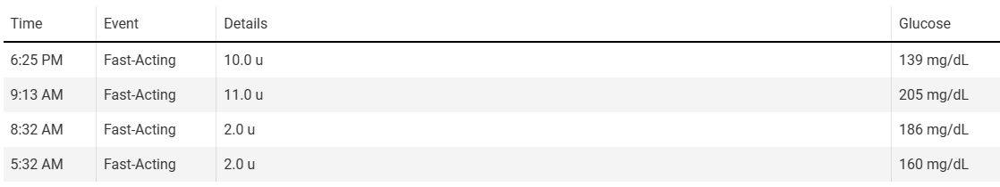 Time Event Details Glucose
6:25 PM Fast-Acting 10.0 u 139 mg/dL
9:13 AM Fast-Acting 11.0 u 205 mg/dL
8:32 AM Fast-Acting 2.0 u 186 mg/dL
5:32 AM Fast-Acting 2.0 u 160 mg/dL